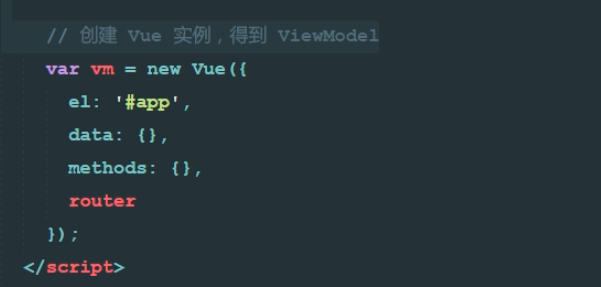 // 创建 Vue 实例，得到 ViewModel
var vm = new Vue({
el: '#app',
data: {},
methods: {},
router
});
</script>